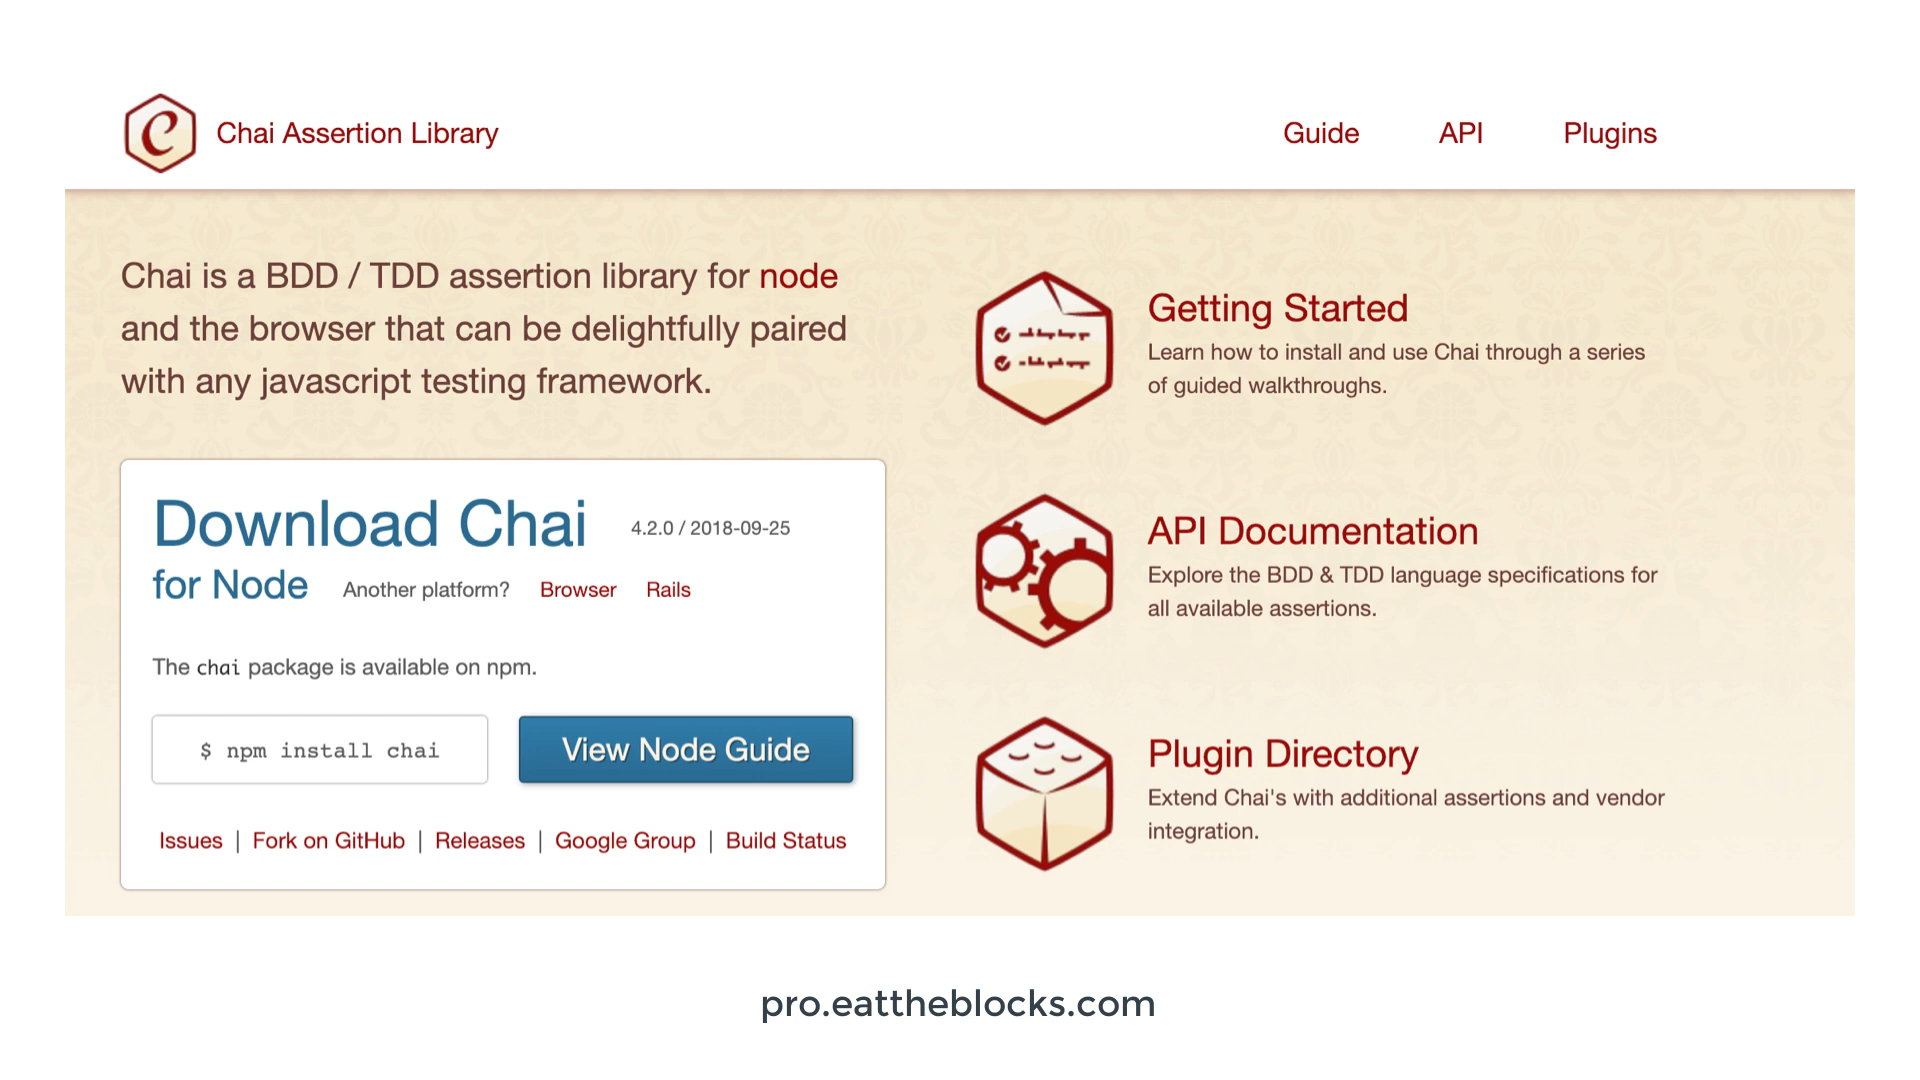 Chai Assertion Library
Guide
API
Plugins
Chai is a BDD / TDD assertion library for node
and the browser that can be delightfully paired
with any javascript testing framework.
Download Chai 4.2.0 / 2018-09-25
for Node Another platform? Browser Rails
The chai package is available on npm.
$ npm install chai
View Node Guide
Issues | Fork on GitHub | Releases | Google Group | Build Status
Getting Started
Learn how to install and use Chai through a series
of guided walkthroughs.
API Documentation
Explore the BDD & TDD language specifications for
all available assertions.
Plugin Directory
Extend Chai's with additional assertions and vendor
integration.
pro.eattheblocks.com